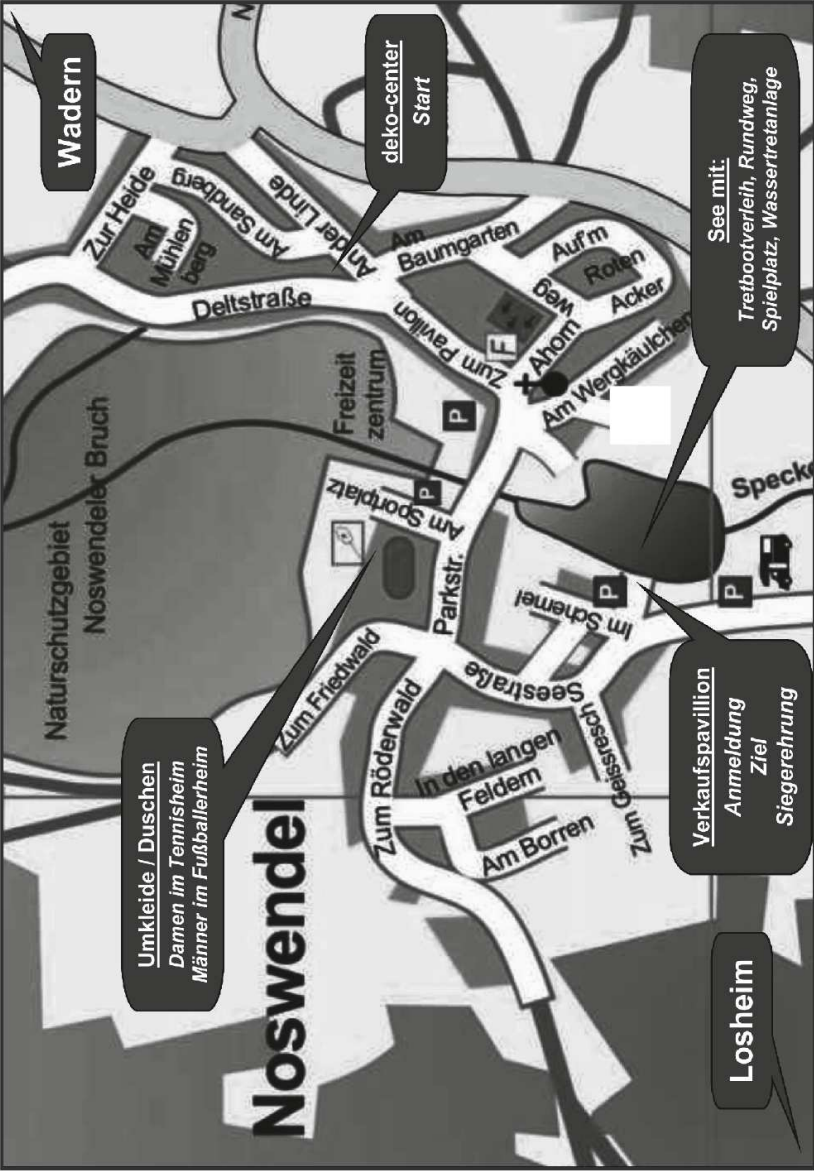 Noswendel
Wadern
Losheim
deko-center
Start
See mit:
Tretbootverleih, Rundweg,
Spielplatz, Wassertretanlage
Umkleide / Duschen
Damen im Tennisheim
Männer im Fußballerheim
Verkaufspavillion
Anmeldung
Ziel
Siegerehrung
Naturschutzgebiet
Noswendeler Bruch
Freizeit
zentrum
Zur Heide
Am
Mühlen
berg
Am Sandberg
An der Linde
Deltstraße
Am
Baumgarten
Zum Pavillon
Auf'm
Roten
Acker
Ahorn
weg
Am Wergkäulchen
F
P
P
P
P
Am Sportplatz
Parkstr.
Im Schemel
Seestraße
Zum Friedwald
Zum Röderwald
In den langen
Feldern
Am Borren
Zum Geissresch
Specke
N